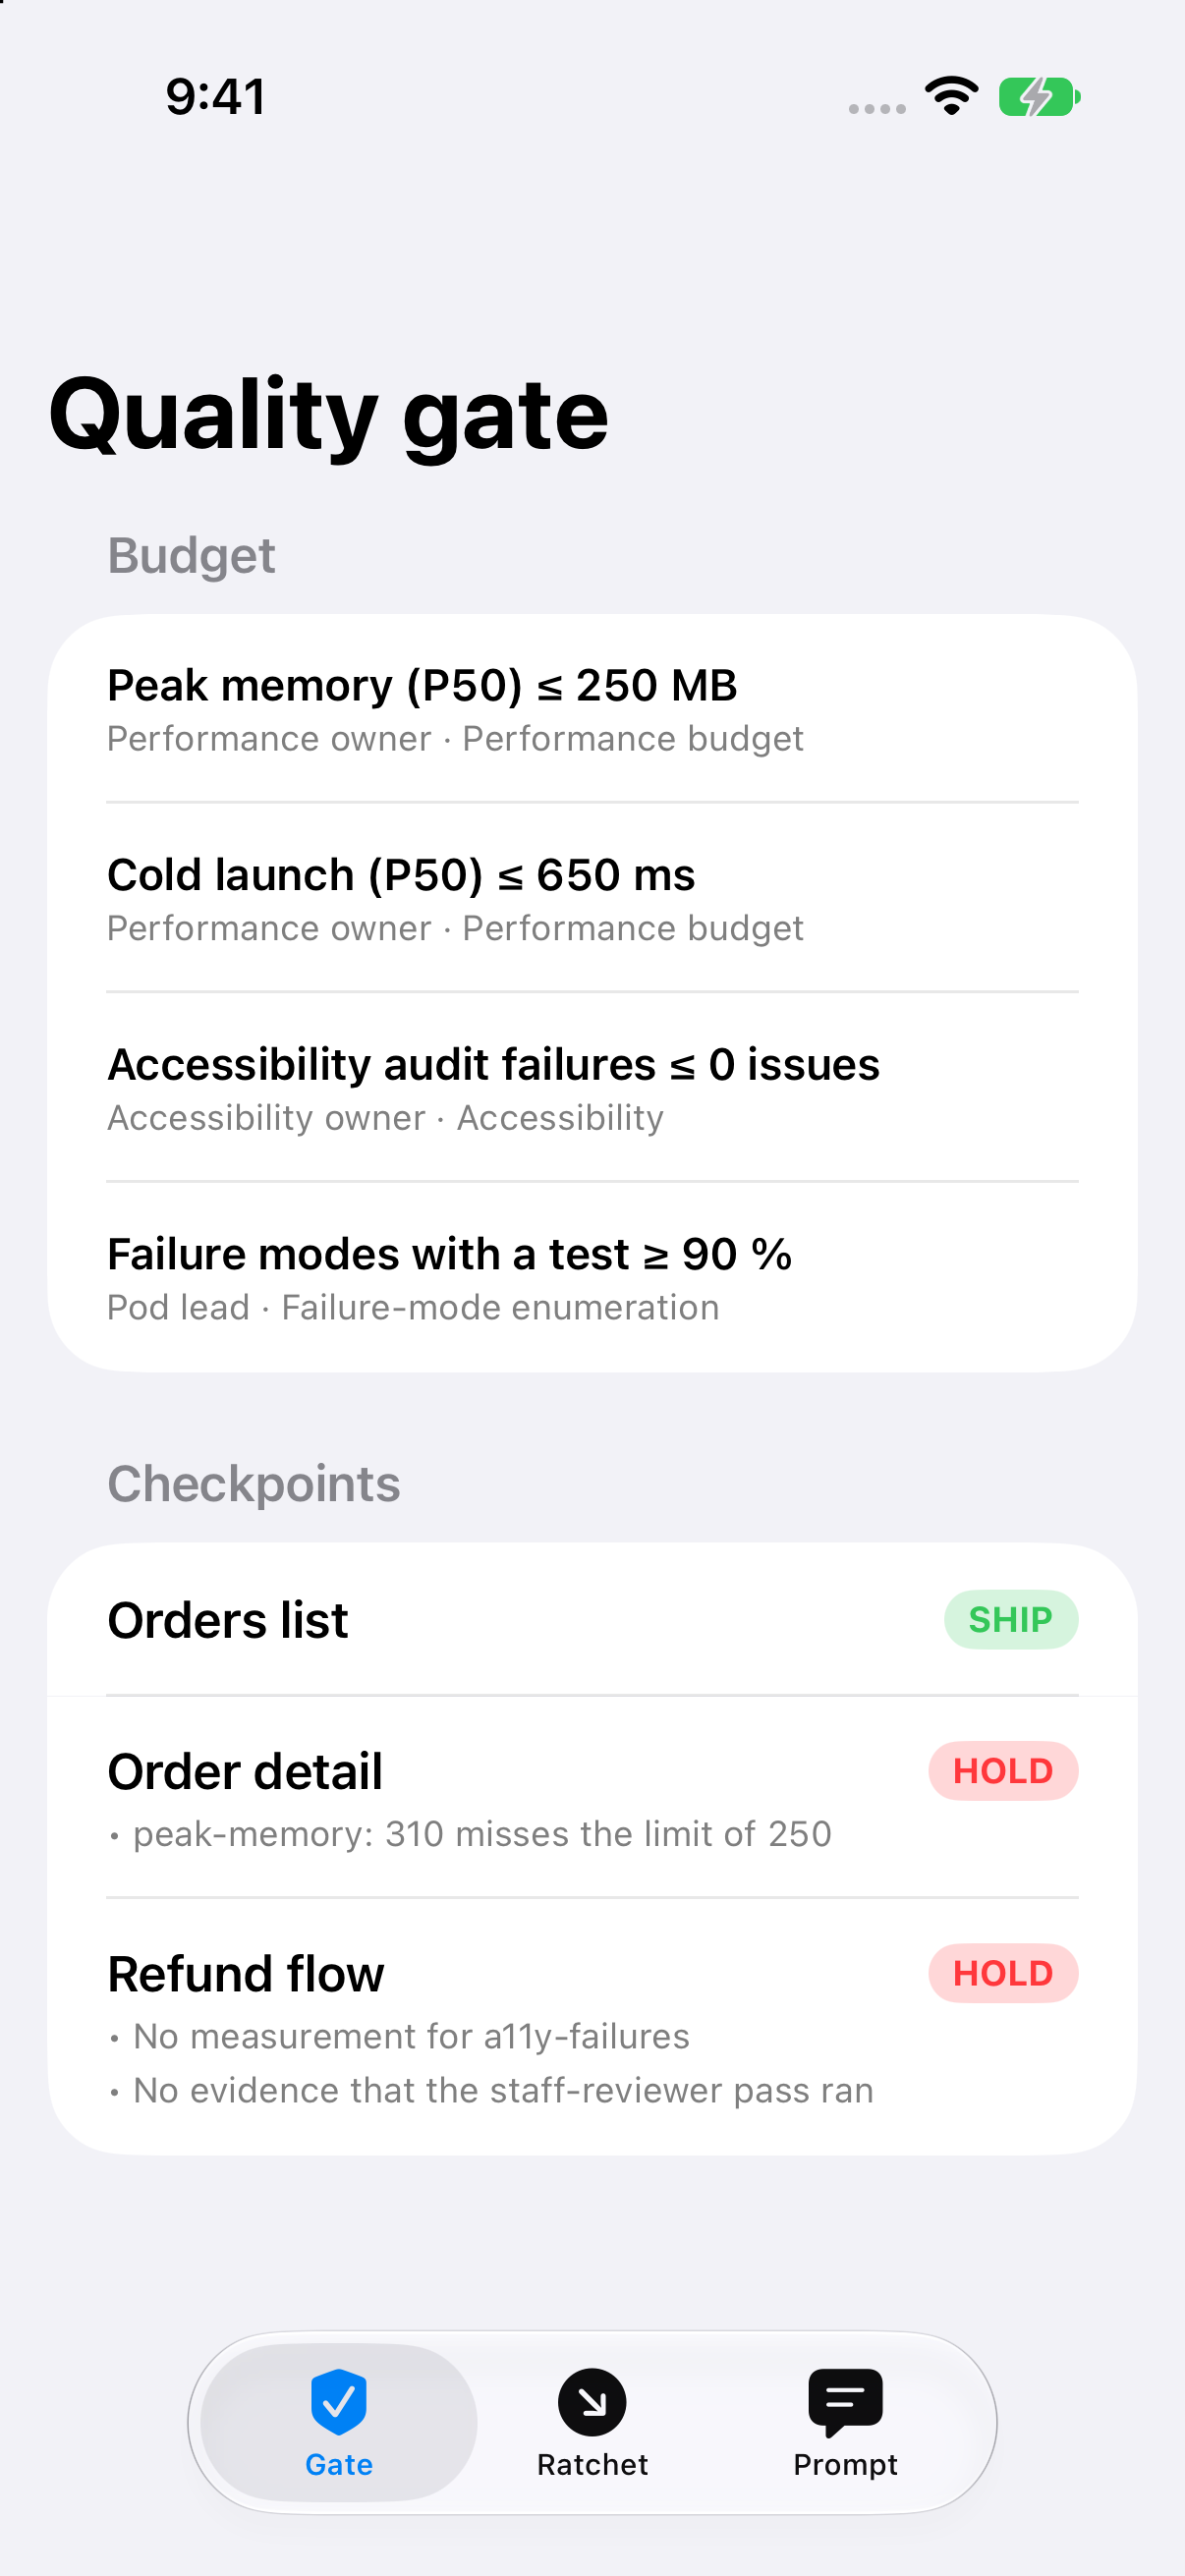 9:41
Quality gate
Budget
Peak memory (P50) ≤ 250 MB
Performance owner · Performance budget
Cold launch (P50) ≤ 650 ms
Performance owner · Performance budget
Accessibility audit failures ≤ 0 issues
Accessibility owner · Accessibility
Failure modes with a test ≥ 90 %
Pod lead · Failure-mode enumeration
Checkpoints
Orders list SHIP
Order detail HOLD
• peak-memory: 310 misses the limit of 250
Refund flow HOLD
• No measurement for a11y-failures
• No evidence that the staff-reviewer pass ran
Gate Ratchet Prompt